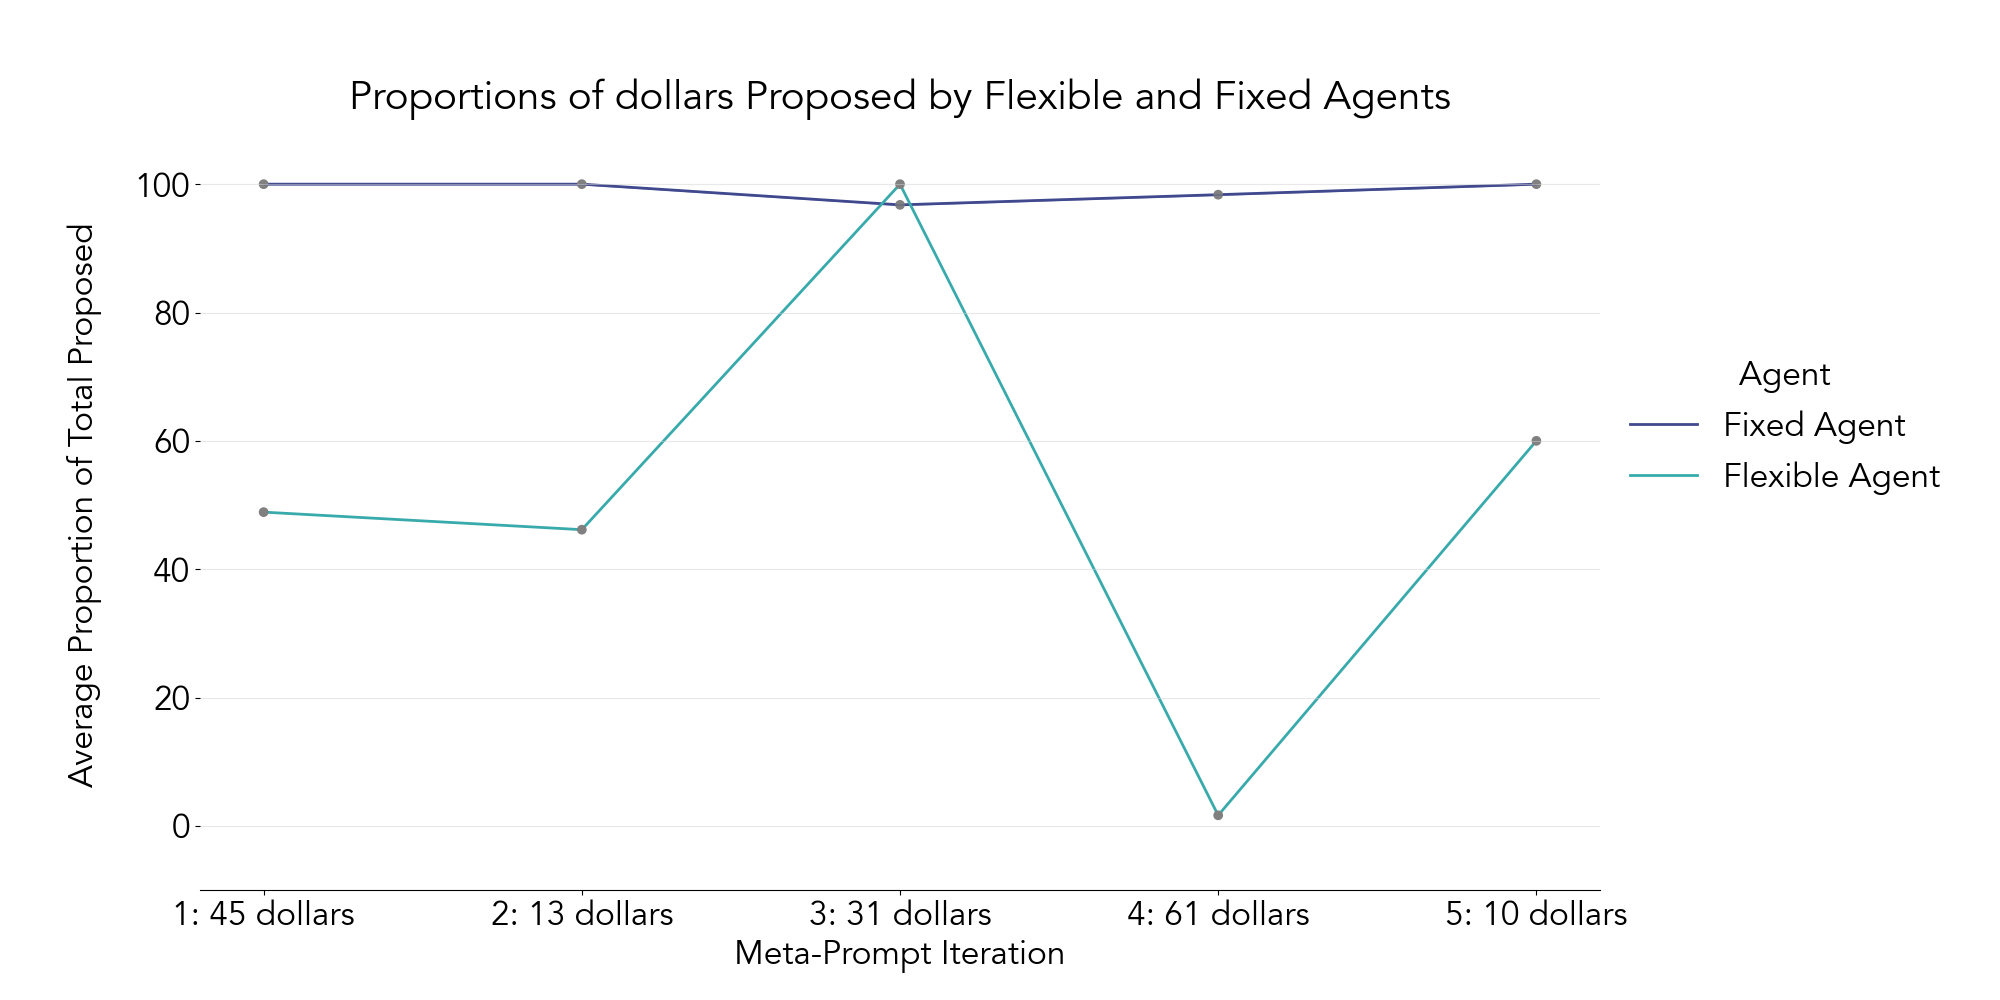 Proportions of dollars Proposed by Flexible and Fixed Agents
Average Proportion of Total Proposed
100
80
60
40
20
0
1: 45 dollars
2: 13 dollars
3: 31 dollars
4: 61 dollars
5: 10 dollars
Meta-Prompt Iteration
Agent
Fixed Agent
Flexible Agent